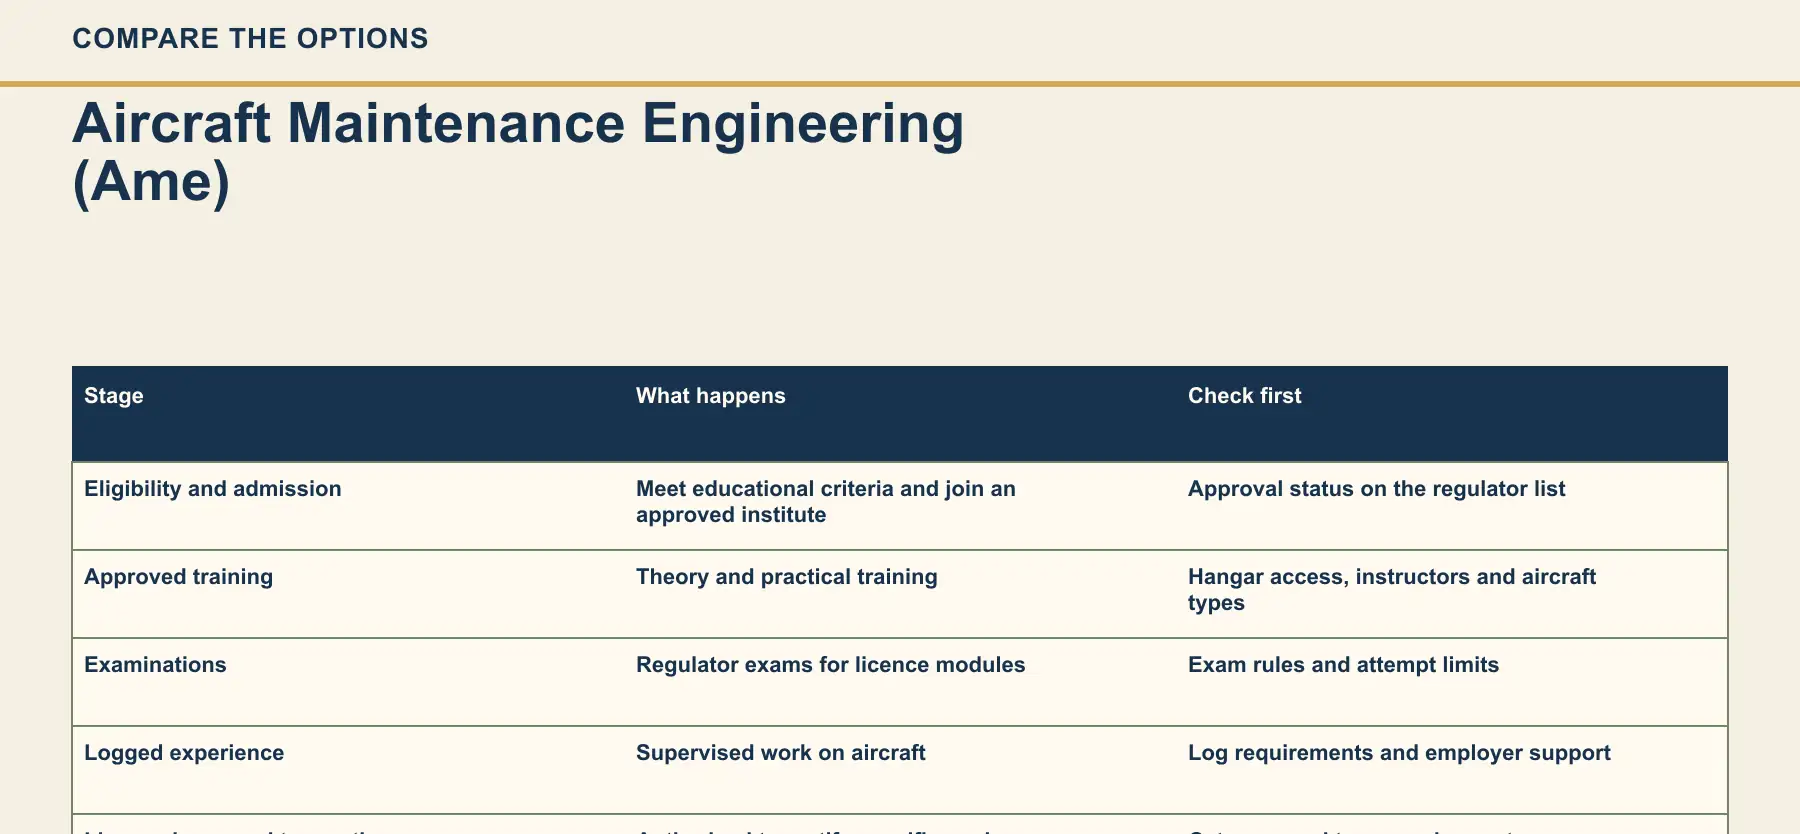 COMPARE THE OPTIONS
Aircraft Maintenance Engineering
(Ame)
Stage
What happens
Check first
Eligibility and admission
Meet educational criteria and join an
approved institute
Approval status on the regulator list
Approved training
Theory and practical training
Hangar access, instructors and aircraft
types
Examinations
Regulator exams for licence modules
Exam rules and attempt limits
Logged experience
Supervised work on aircraft
Log requirements and employer support